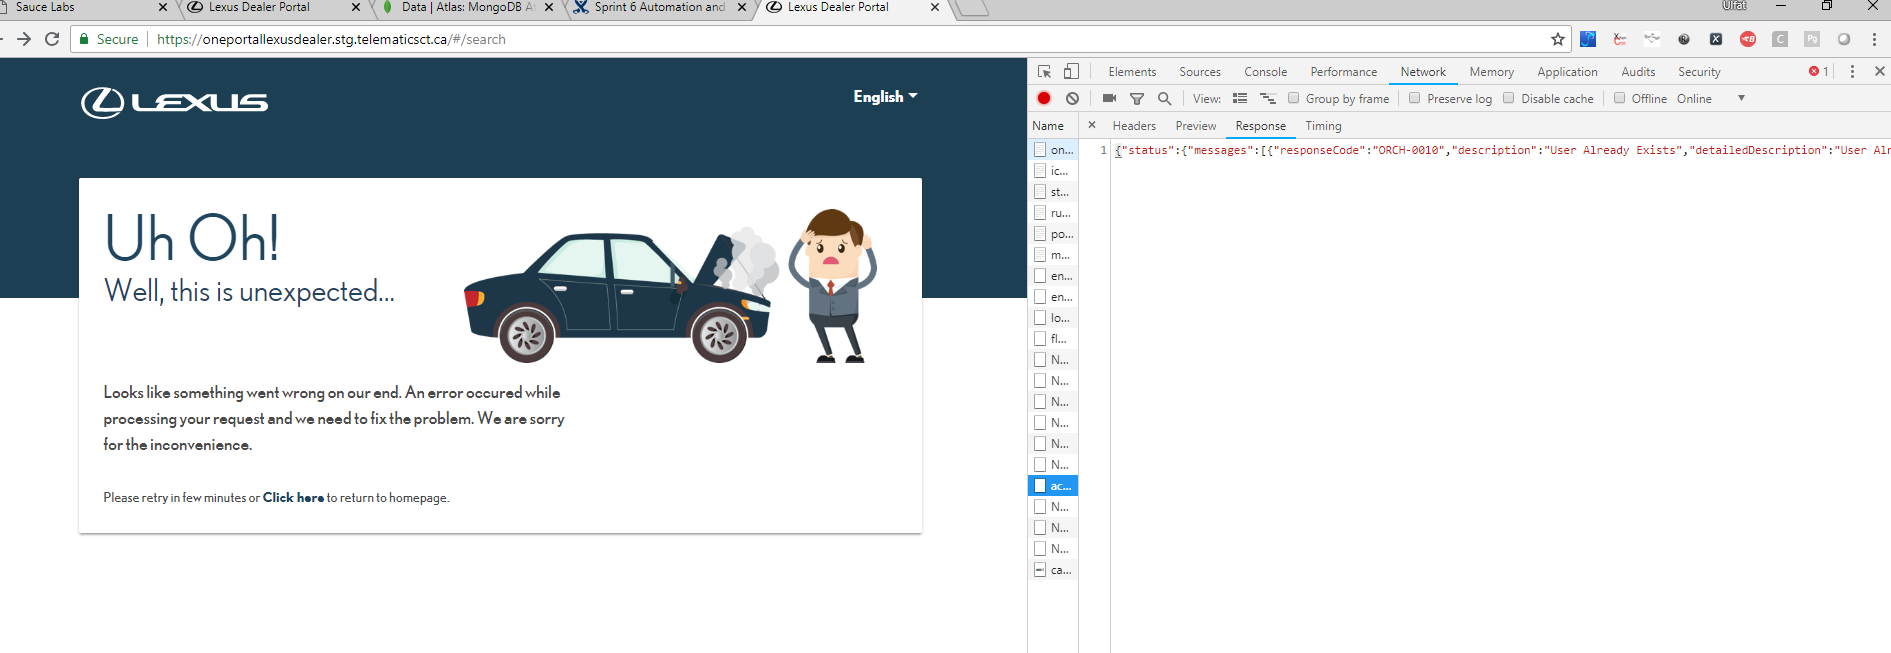 Sauce Labs
Lexus Dealer Portal
Data | Atlas: MongoDB At
Sprint 6 Automation and
Lexus Dealer Portal
Ulfat
Secure
https://oneportallexusdealer.stg.telematicsct.ca/#/search
LEXUS
English
Uh Oh!
Well, this is unexpected...
Looks like something went wrong on our end. An error occured while
processing your request and we need to fix the problem. We are sorry
for the inconvenience.
Please retry in few minutes or Click here to return to homepage.
Elements Sources Console Performance Network Memory Application Audits Security 1
View: Group by frame Preserve log Disable cache Offline Online
Name Headers Preview Response Timing
1 {"status":{"messages":[{"responseCode":"ORCH-0010","description":"User Already Exists","detailedDescription":"User Alr
on...
ic...
st...
ru...
po...
m...
en...
en...
lo...
fl...
N...
N...
N...
N...
N...
N...
ac...
N...
N...
N...
ca...